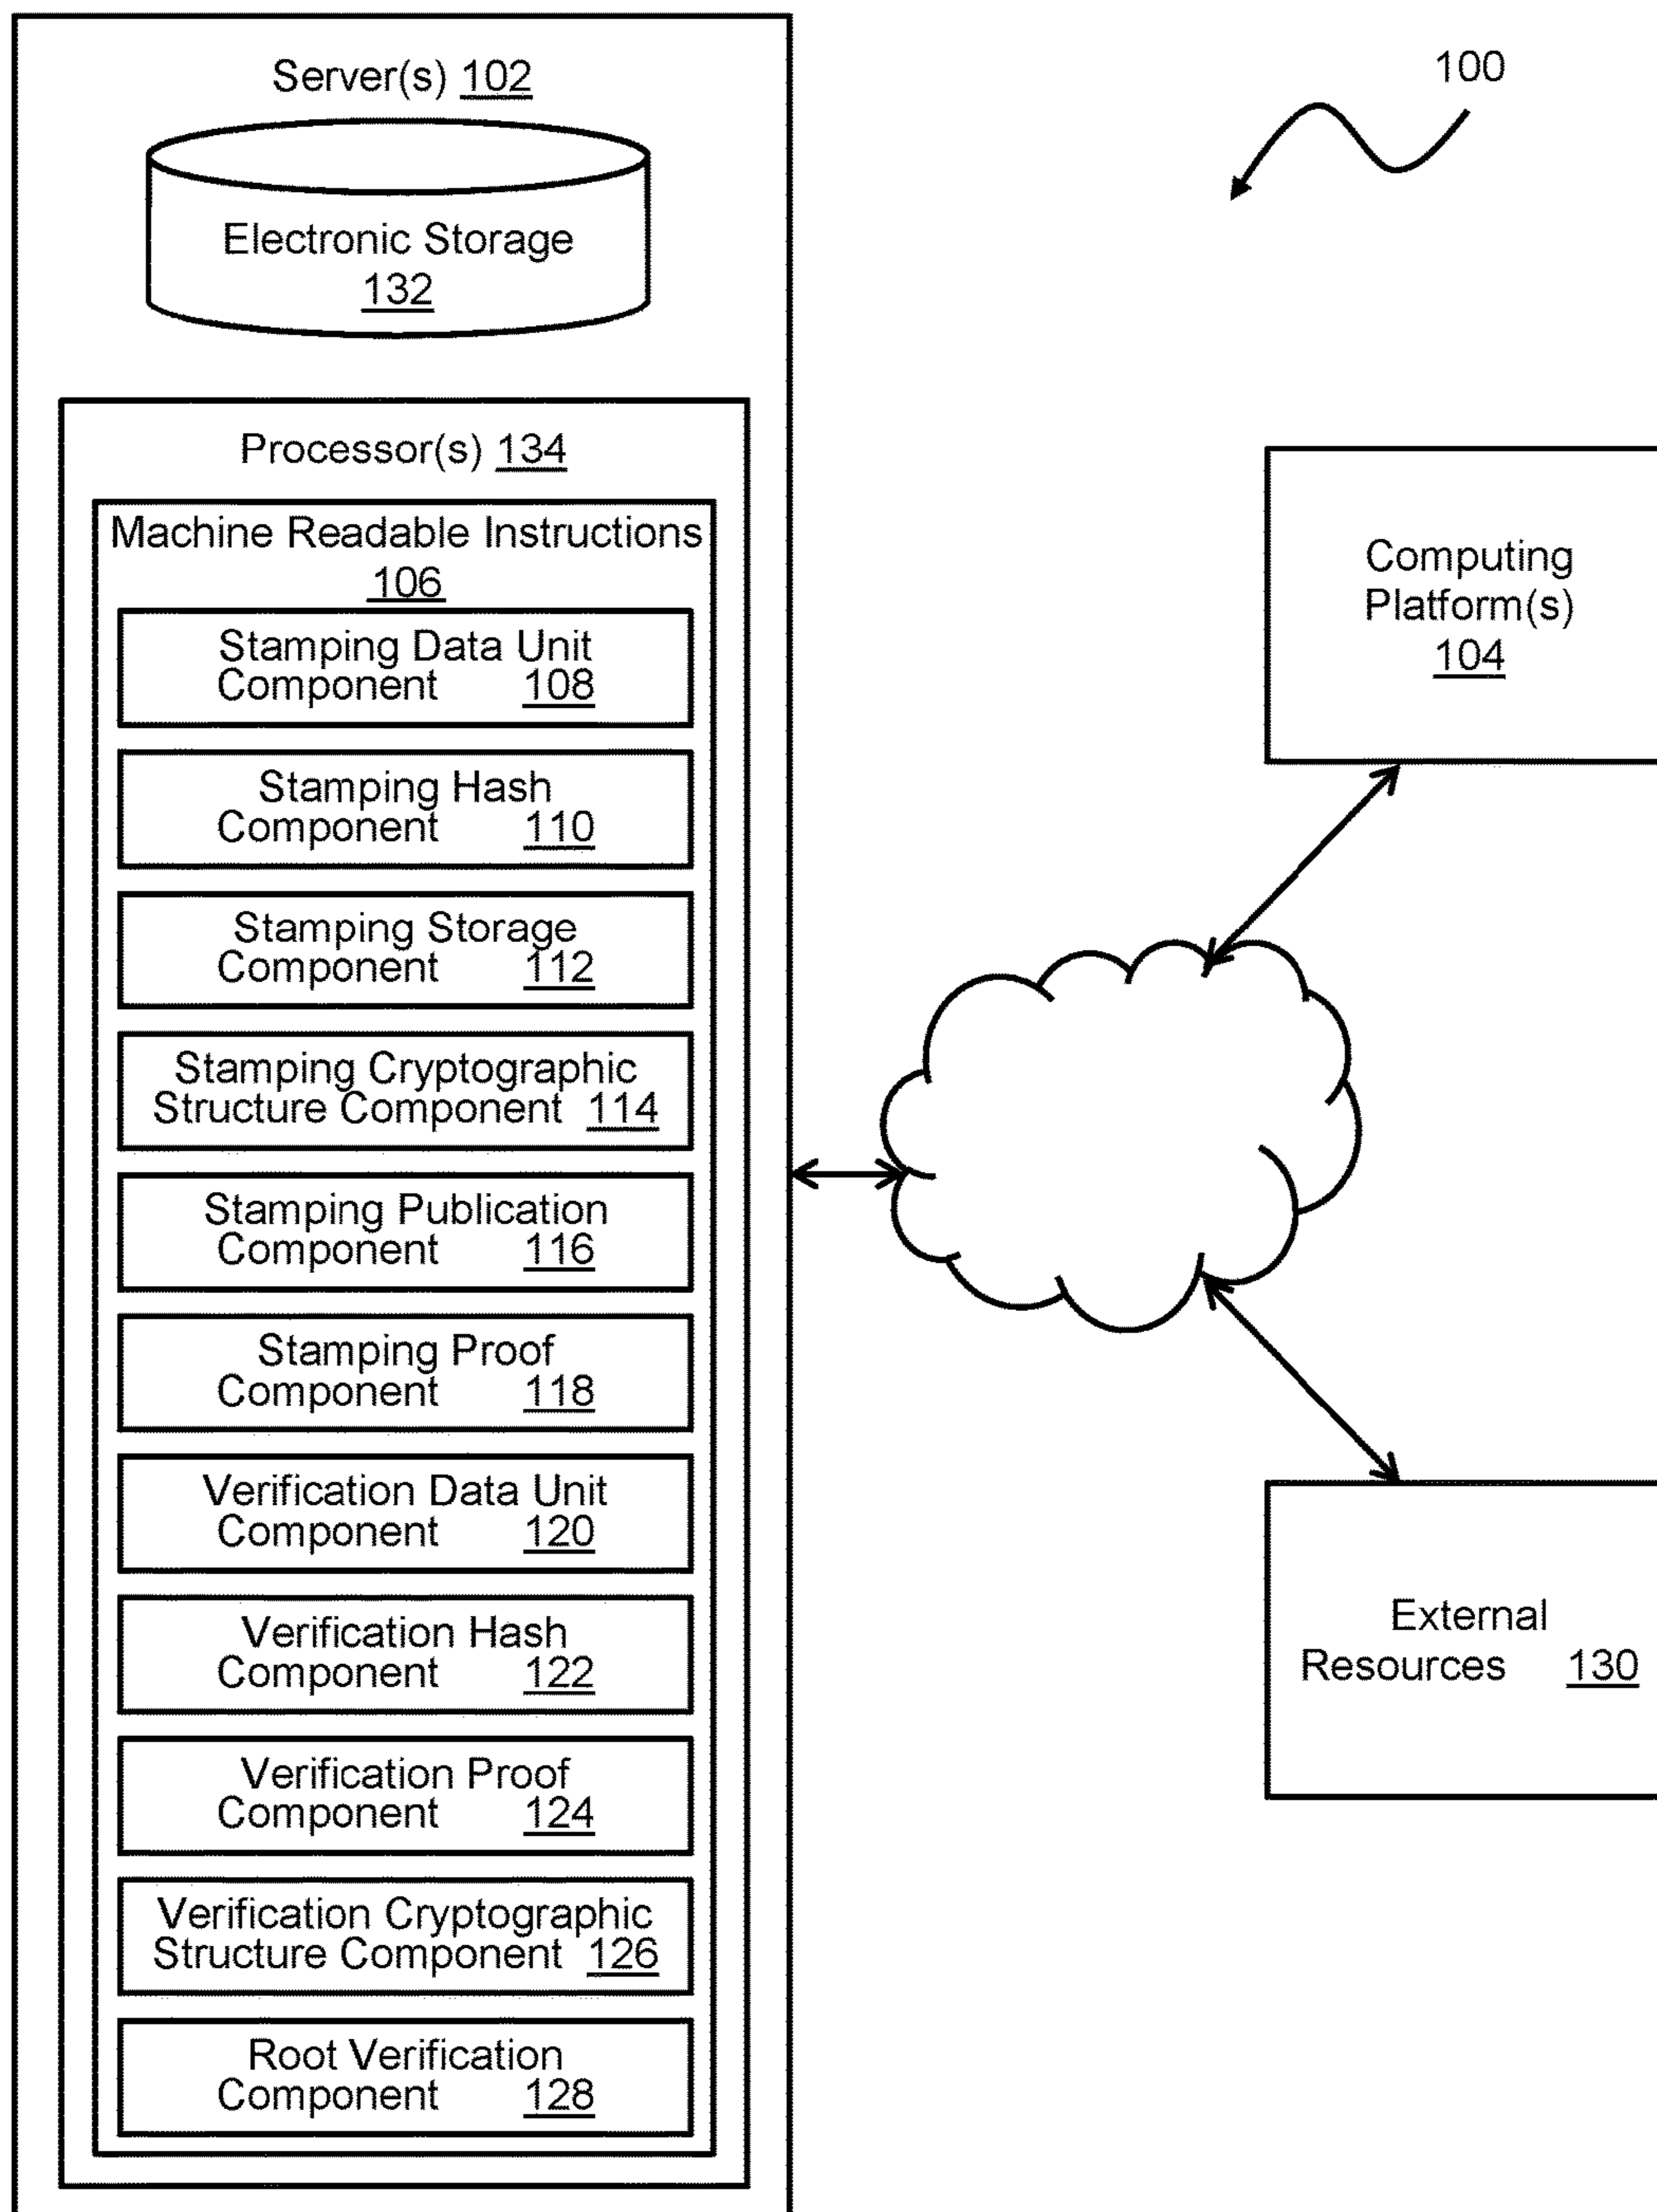 Server(s) 102
Electronic Storage
132
Processor(s) 134
Machine Readable Instructions
106
Stamping Data Unit
Component 108
Stamping Hash
Component 110
Stamping Storage
Component 112
Stamping Cryptographic
Structure Component 114
Stamping Publication
Component 116
Stamping Proof
Component 118
Verification Data Unit
Component 120
Verification Hash
Component 122
Verification Proof
Component 124
Verification Cryptographic
Structure Component 126
Root Verification
Component 128
100
Computing
Platform(s)
104
External
Resources 130